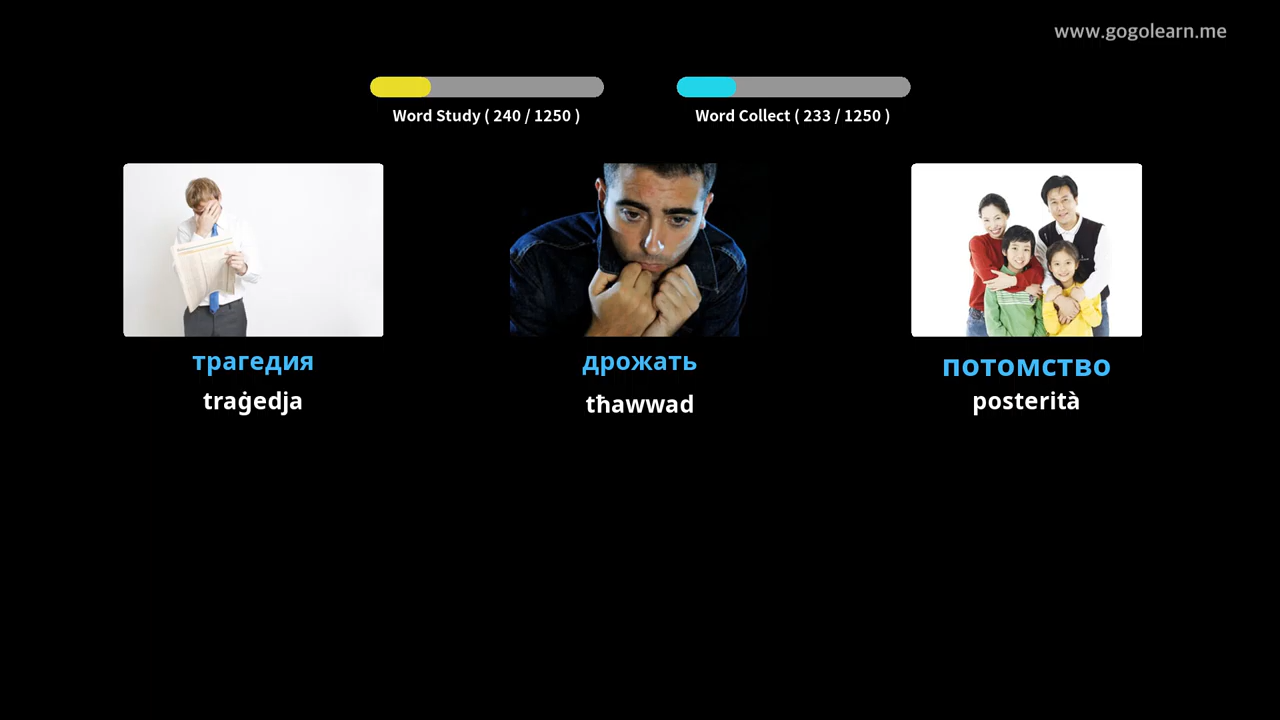 www.gogolearn.me
Word Study ( 240 / 1250 )
Word Collect ( 233 / 1250 )
трагедия
traġedja
дрожать
tħawwad
потомство
posterità